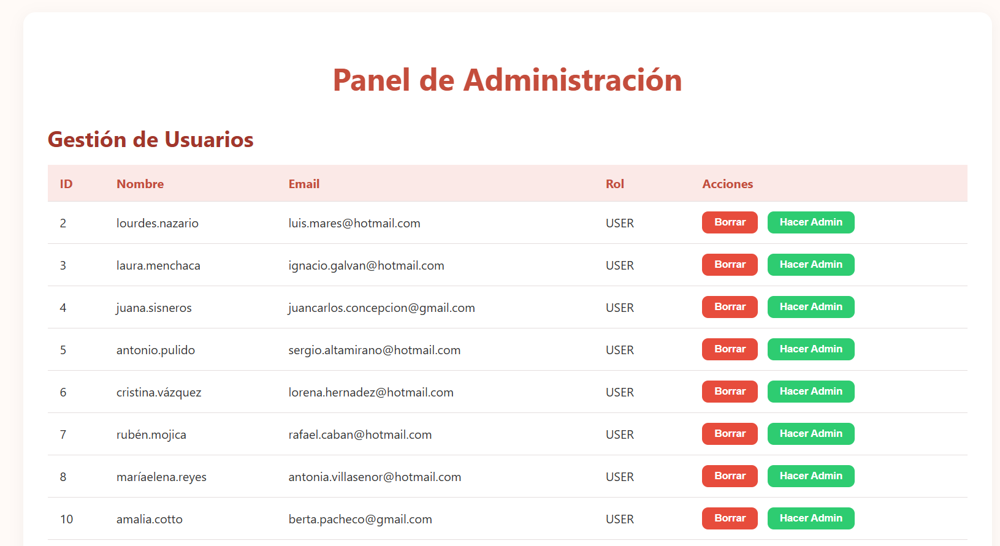 Panel de Administración
Gestión de Usuarios
ID Nombre Email Rol Acciones
2 lourdes.nazario luis.mares@hotmail.com USER Borrar Hacer Admin
3 laura.menchaca ignacio.galvan@hotmail.com USER Borrar Hacer Admin
4 juana.sisneros juancarlos.concepcion@gmail.com USER Borrar Hacer Admin
5 antonio.pulido sergio.altamirano@hotmail.com USER Borrar Hacer Admin
6 cristina.vázquez lorena.hernadez@hotmail.com USER Borrar Hacer Admin
7 rubén.mojica rafael.caban@hotmail.com USER Borrar Hacer Admin
8 maríaelena.reyes antonia.villasenor@hotmail.com USER Borrar Hacer Admin
10 amalia.cotto berta.pacheco@gmail.com USER Borrar Hacer Admin